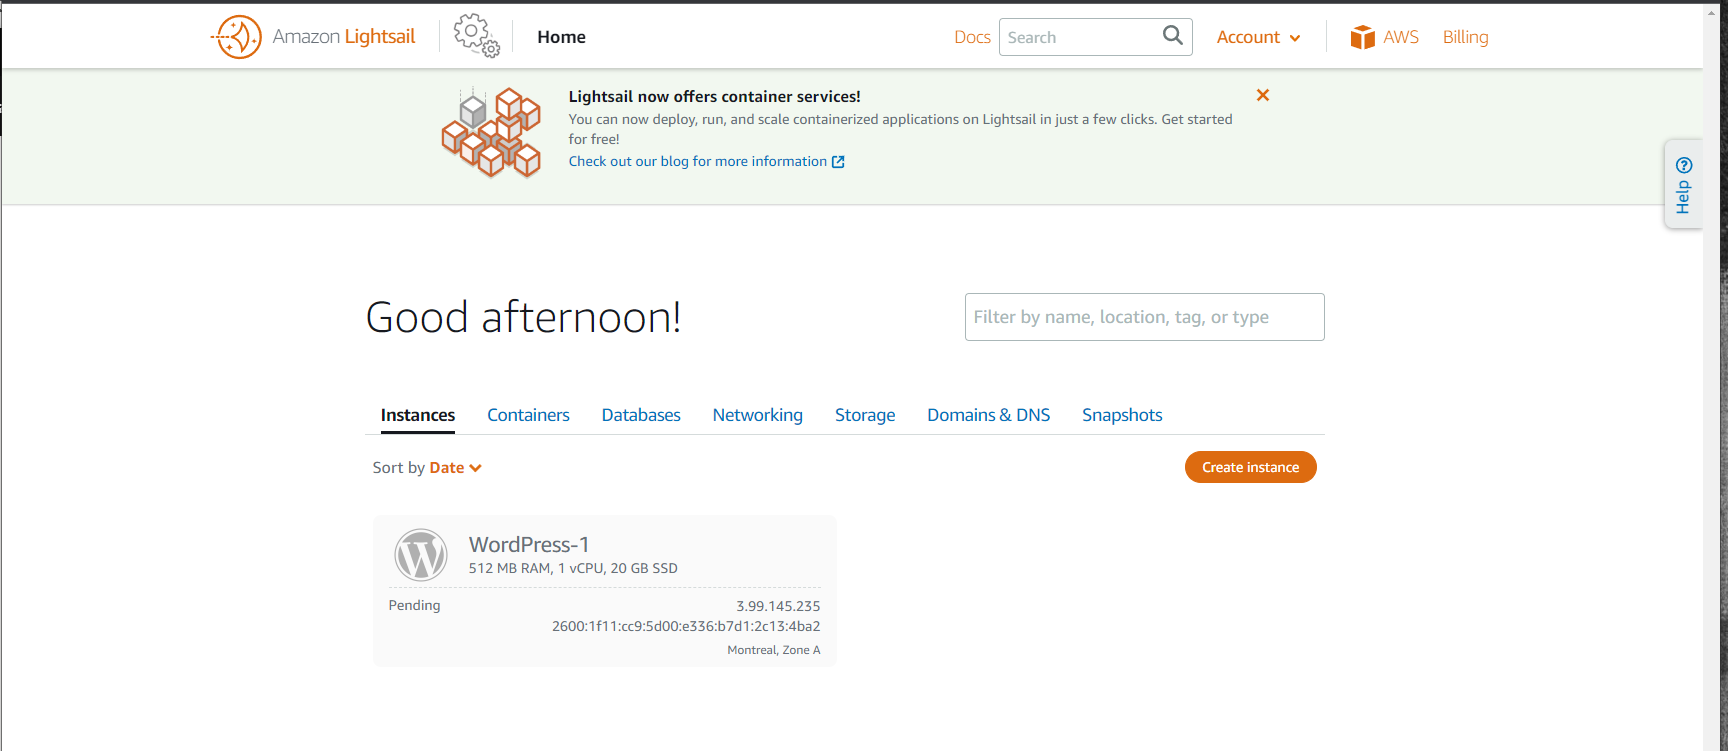 Amazon Lightsail
Home
Docs
Search
Account
AWS
Billing
Lightsail now offers container services!
You can now deploy, run, and scale containerized applications on Lightsail in just a few clicks. Get started
for free!
Check out our blog for more information
Help
Good afternoon!
Filter by name, location, tag, or type
Instances
Containers
Databases
Networking
Storage
Domains & DNS
Snapshots
Sort by Date
Create instance
WordPress-1
512 MB RAM, 1 vCPU, 20 GB SSD
Pending
3.99.145.235
2600:1f11:cc9:5d00:e336:b7d1:2c13:4ba2
Montreal, Zone A